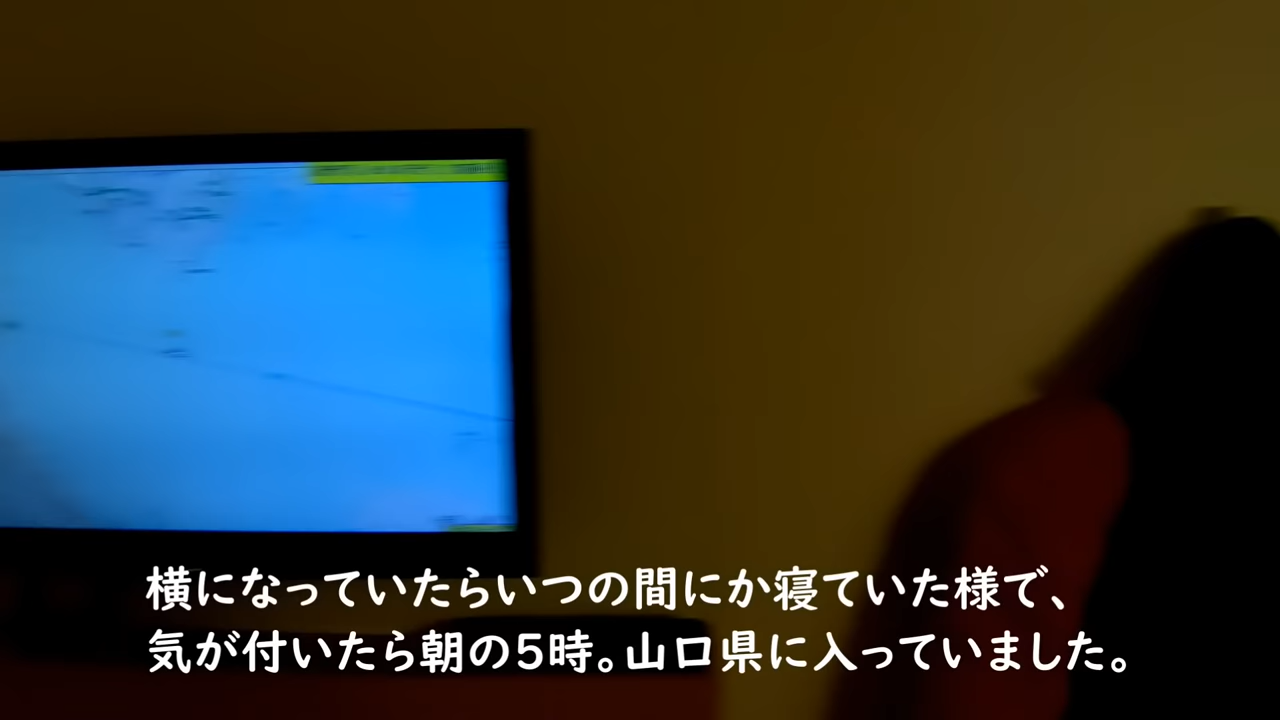 横になっていたらいつの間にか寝ていた様で、
気が付いたら朝の5時。山口県に入っていました。